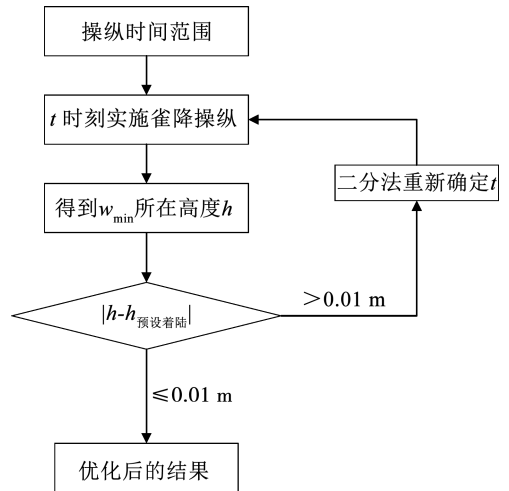 操纵时间范围
t 时刻实施雀降操纵
二分法重新确定t
得到wmin所在高度h
>0.01 m
|h-h预设着陆|
≤0.01 m
优化后的结果